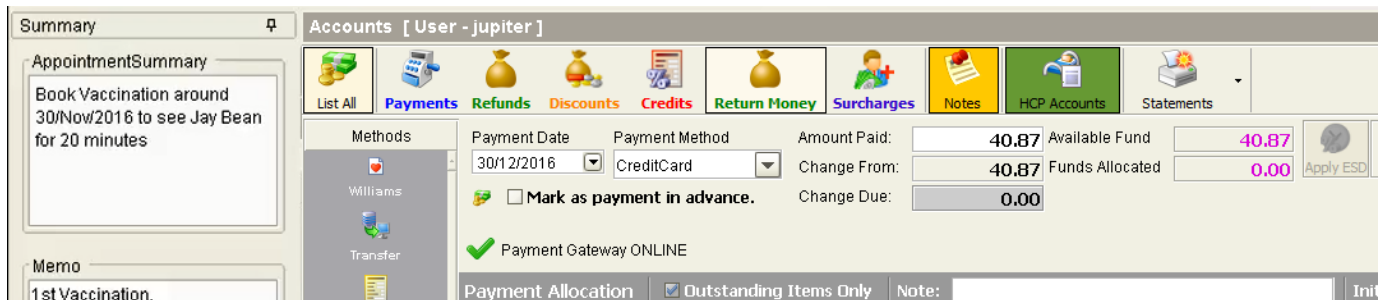 Summary
AppointmentSummary
Book Vaccination around
30/Nov/2016 to see Jay Bean
for 20 minutes
Memo
1st Vaccination.
Accounts [ User - jupiter ]
List All Payments Refunds Discounts Credits Return Money Surcharges Notes HCP Accounts Statements
Methods
Williams
Transfer
Payment Date Payment Method Amount Paid: 40.87 Available Fund 40.87
30/12/2016 CreditCard Change From: 40.87 Funds Allocated 0.00 Apply ESD
Mark as payment in advance. Change Due: 0.00
Payment Gateway ONLINE
Payment Allocation Outstanding Items Only Note: